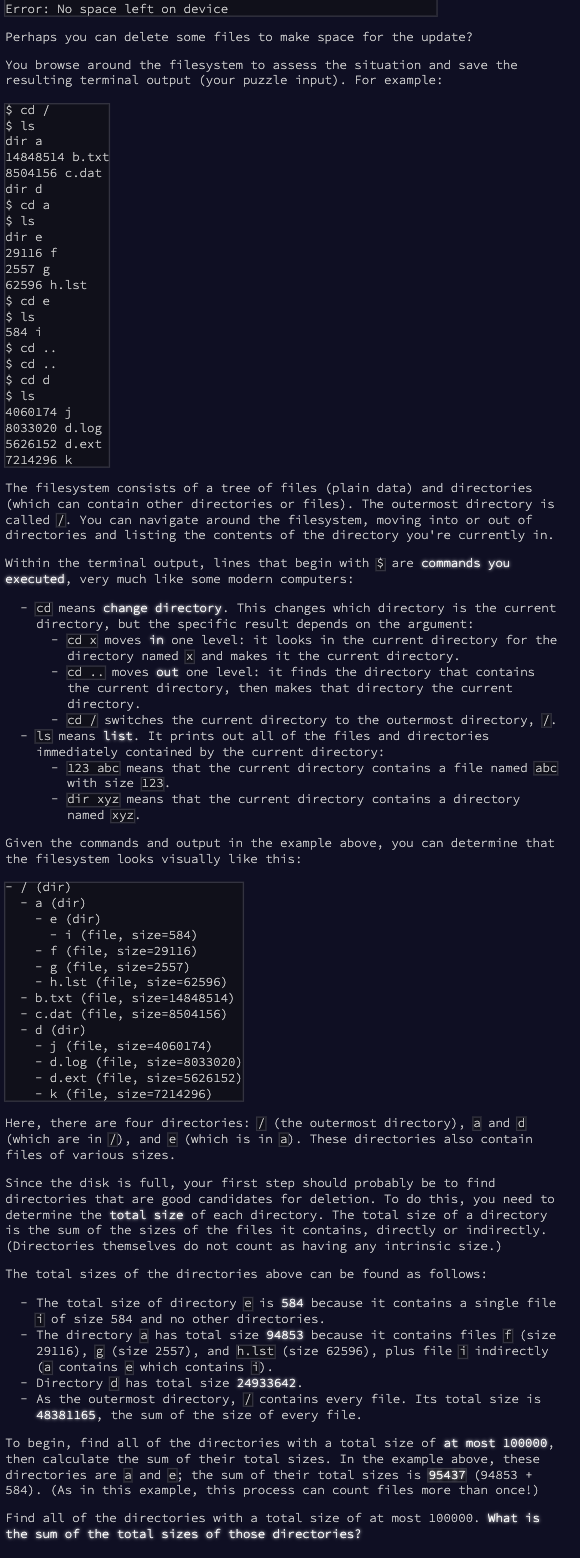 Error: No space left on device
Perhaps you can delete some files to make space for the update?
You browse around the filesystem to assess the situation and save the
resulting terminal output (your puzzle input). For example:
$ cd /
$ ls
dir a
14848514 b.txt
8504156 c.dat
dir d
$ cd a
$ ls
dir e
29116 f
2557 g
62596 h.lst
$ cd e
$ ls
584 i
$ cd ..
$ cd ..
$ cd d
$ ls
4060174 j
8033020 d.log
5626152 d.ext
7214296 k
The filesystem consists of a tree of files (plain data) and directories
(which can contain other directories or files). The outermost directory is
called /. You can navigate around the filesystem, moving into or out of
directories and listing the contents of the directory you're currently in.
Within the terminal output, lines that begin with $ are commands you
executed, very much like some modern computers:
- cd means change directory. This changes which directory is the current
directory, but the specific result depends on the argument:
- cd x moves in one level: it looks in the current directory for the
directory named x and makes it the current directory.
- cd .. moves out one level: it finds the directory that contains
the current directory, then makes that directory the current
directory.
- cd / switches the current directory to the outermost directory, /.
- ls means list. It prints out all of the files and directories
immediately contained by the current directory:
- 123 abc means that the current directory contains a file named abc
with size 123.
- dir xyz means that the current directory contains a directory
named xyz.
Given the commands and output in the example above, you can determine that
the filesystem looks visually like this:
- / (dir)
- a (dir)
- e (dir)
- i (file, size=584)
- f (file, size=29116)
- g (file, size=2557)
- h.lst (file, size=62596)
- b.txt (file, size=14848514)
- c.dat (file, size=8504156)
- d (dir)
- j (file, size=4060174)
- d.log (file, size=8033020)
- d.ext (file, size=5626152)
- k (file, size=7214296)
Here, there are four directories: / (the outermost directory), a and d
(which are in /), and e (which is in a). These directories also contain
files of various sizes.
Since the disk is full, your first step should probably be to find
directories that are good candidates for deletion. To do this, you need to
determine the total size of each directory. The total size of a directory
is the sum of the sizes of the files it contains, directly or indirectly.
(Directories themselves do not count as having any intrinsic size.)
The total sizes of the directories above can be found as follows:
- The total size of directory e is 584 because it contains a single file
i of size 584 and no other directories.
- The directory a has total size 94853 because it contains files f (size
29116), g (size 2557), and h.lst (size 62596), plus file i indirectly
(a contains e which contains i).
- Directory d has total size 24933642.
- As the outermost directory, / contains every file. Its total size is
48381165, the sum of the size of every file.
To begin, find all of the directories with a total size of at most 100000,
then calculate the sum of their total sizes. In the example above, these
directories are a and e; the sum of their total sizes is 95437 (94853 +
584). (As in this example, this process can count files more than once!)
Find all of the directories with a total size of at most 100000. What is
the sum of the total sizes of those directories?